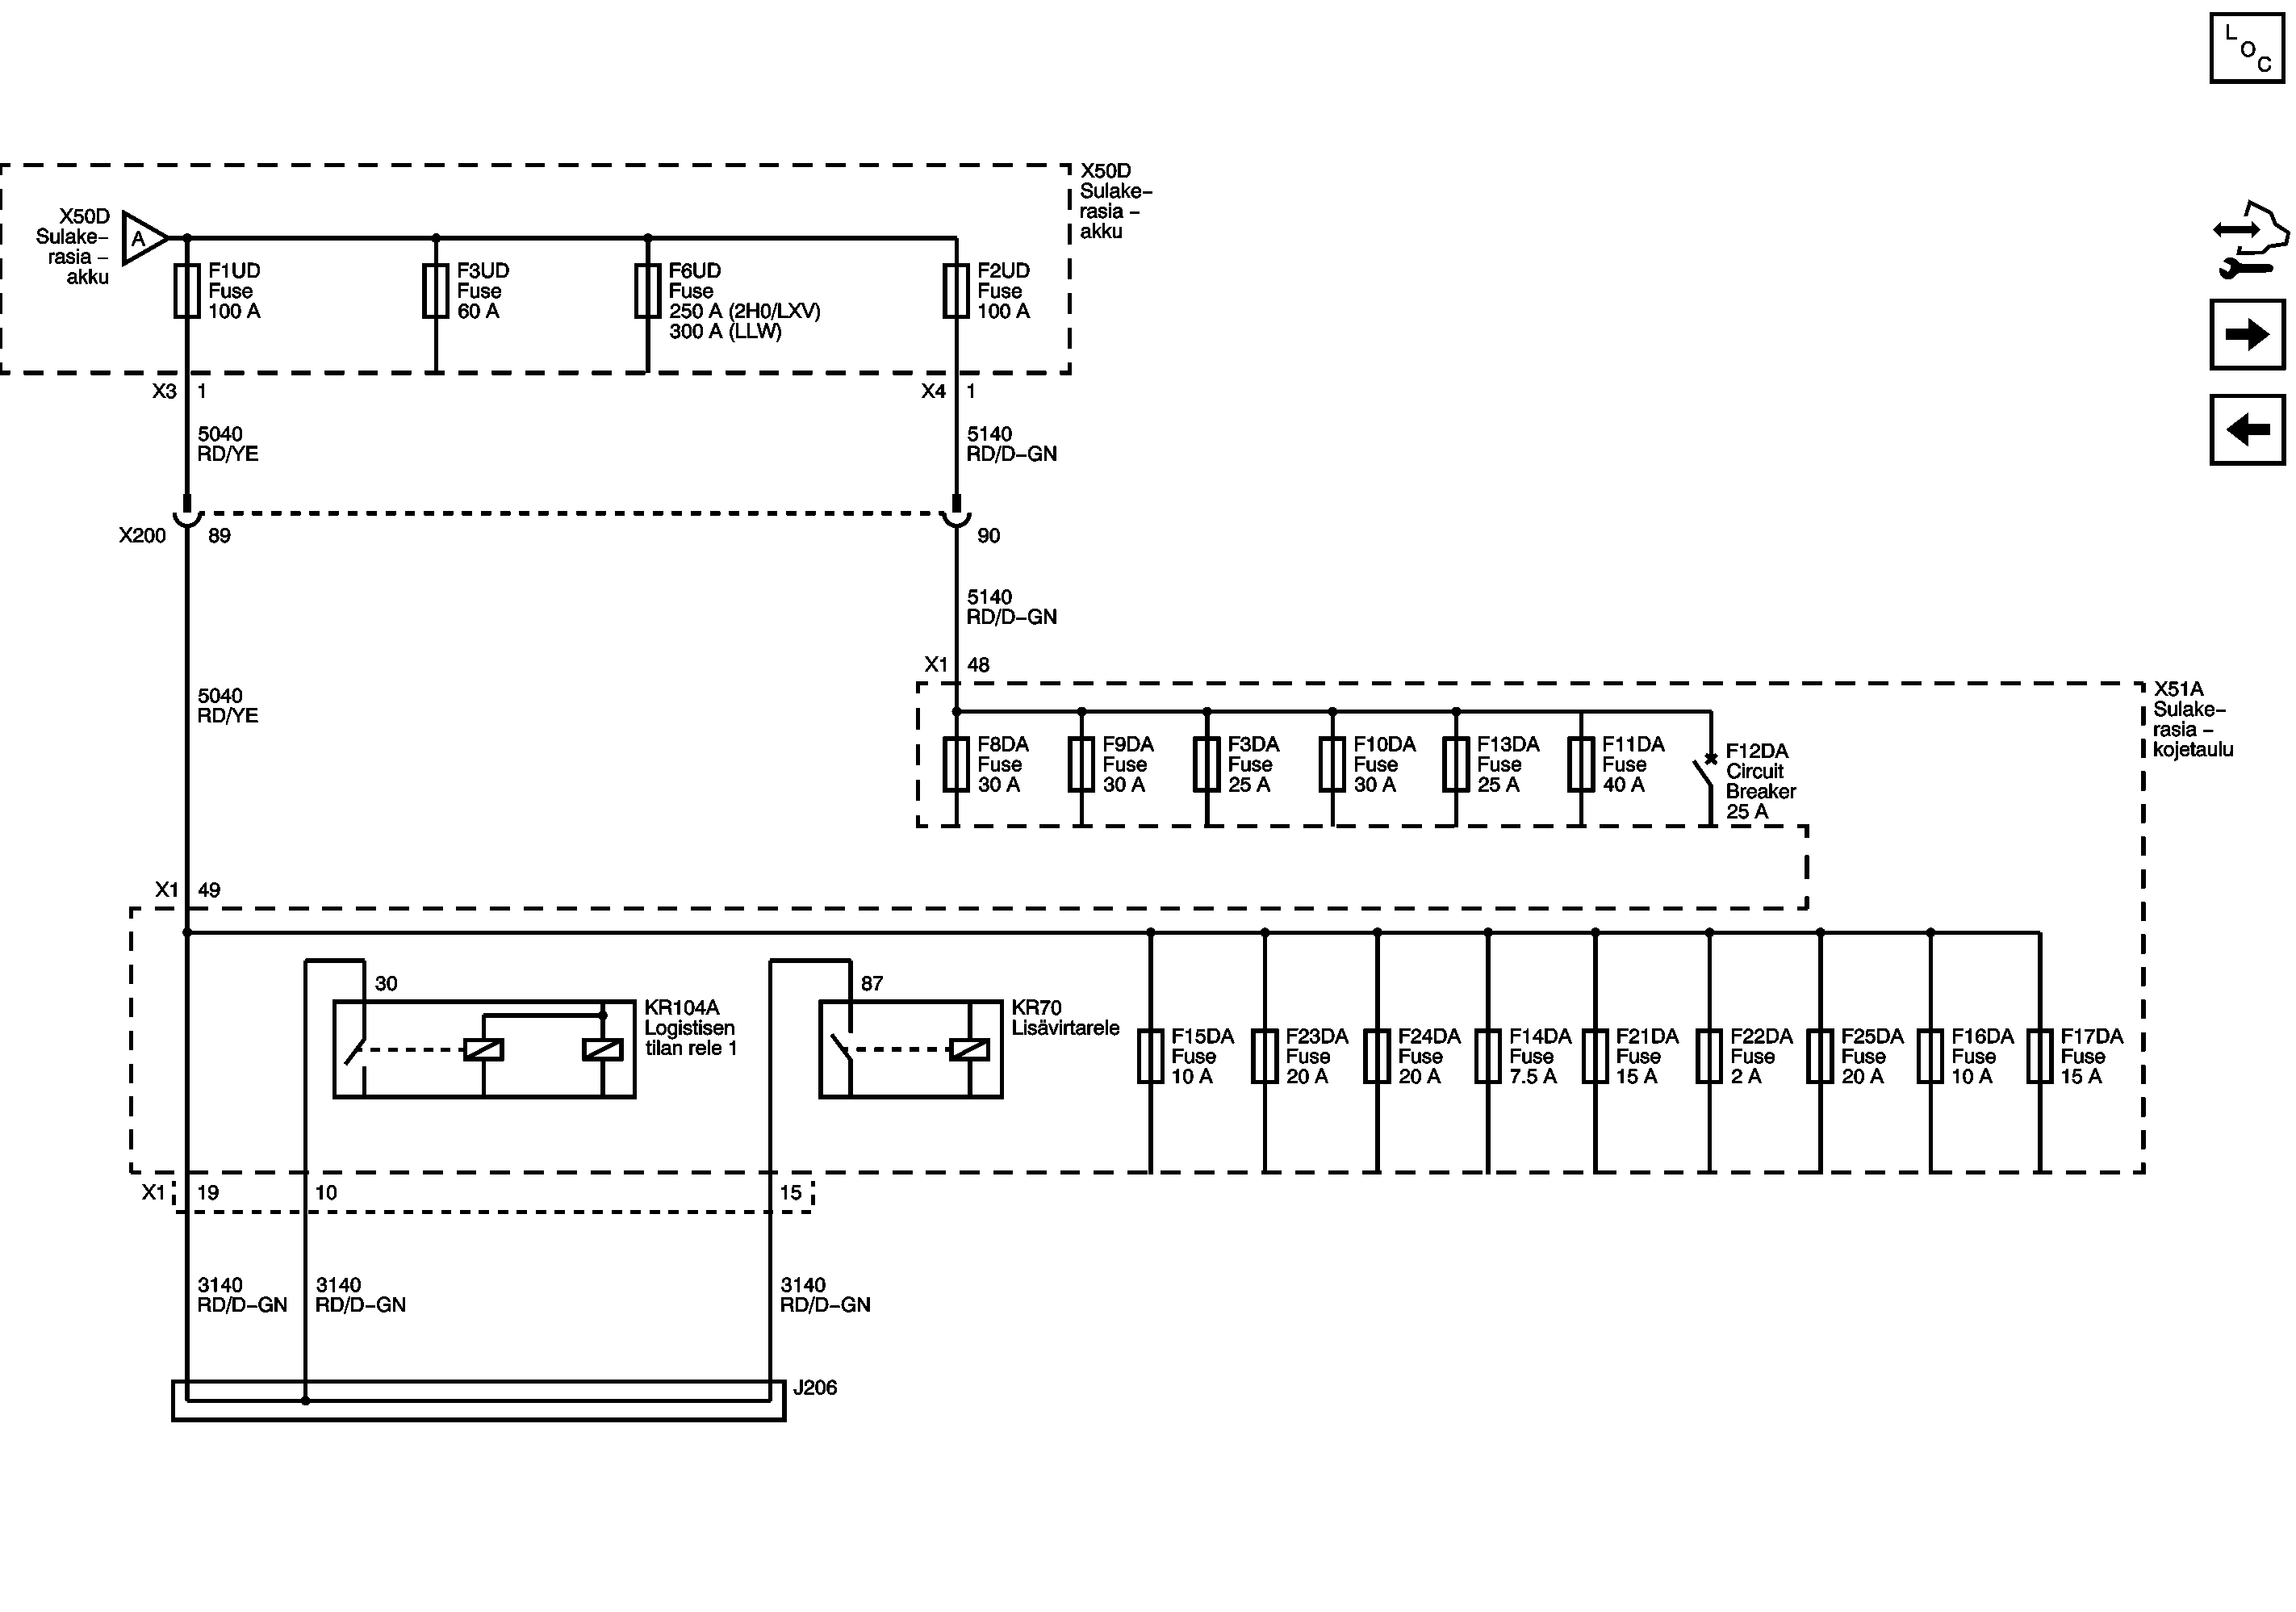 L
O
C
X50D
Sulake–
rasia –
akku
X50D
Sulake–
rasia –
akku
A
F1UD
Fuse
100 A
F3UD
Fuse
60 A
F6UD
Fuse
250 A (2H0/LXV)
300 A (LLW)
F2UD
Fuse
100 A
X3
1
X4
1
5040
RD/YE
5140
RD/D–GN
X200
89
90
5140
RD/D–GN
X1
48
5040
RD/YE
X51A
Sulake–
rasia –
kojetaulu
F8DA
Fuse
30 A
F9DA
Fuse
30 A
F3DA
Fuse
25 A
F10DA
Fuse
30 A
F13DA
Fuse
25 A
F11DA
Fuse
40 A
F12DA
Circuit
Breaker
25 A
X1
49
30
KR104A
Logistisen
tilan rele 1
87
KR70
Lisävirtarele
F15DA
Fuse
10 A
F23DA
Fuse
20 A
F24DA
Fuse
20 A
F14DA
Fuse
7.5 A
F21DA
Fuse
15 A
F22DA
Fuse
2 A
F25DA
Fuse
20 A
F16DA
Fuse
10 A
F17DA
Fuse
15 A
X1
19
10
15
3140
RD/D–GN
3140
RD/D–GN
3140
RD/D–GN
J206